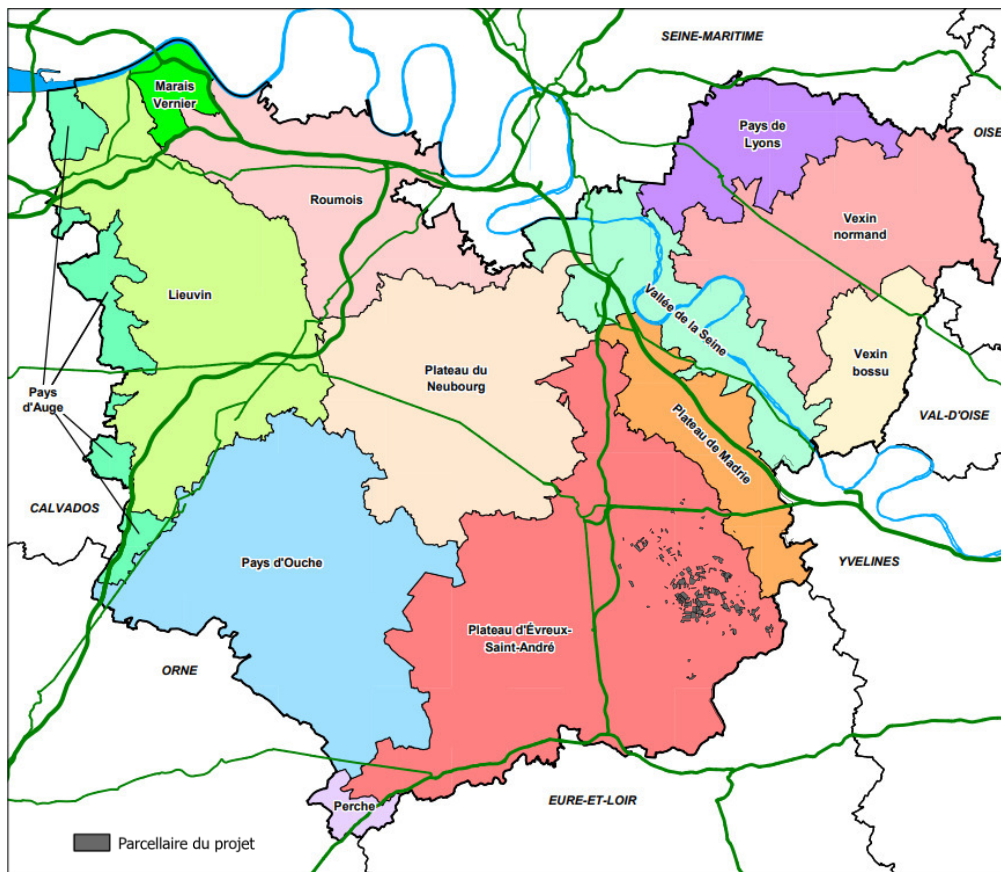 SEINE-MARITIME
Marais
Vernier
Pays de
Lyons
OISE
Roumois
Vexin
normand
Lieuvin
Vallée de la Seine
Plateau du
Neubourg
Vexin
bossu
Pays
d'Auge
VAL-D'OISE
Plateau de Madrie
CALVADOS
Pays d'Ouche
YVELINES
Plateau d'Évreux-
Saint-André
ORNE
EURE-ET-LOIR
Perche
Parcellaire du projet